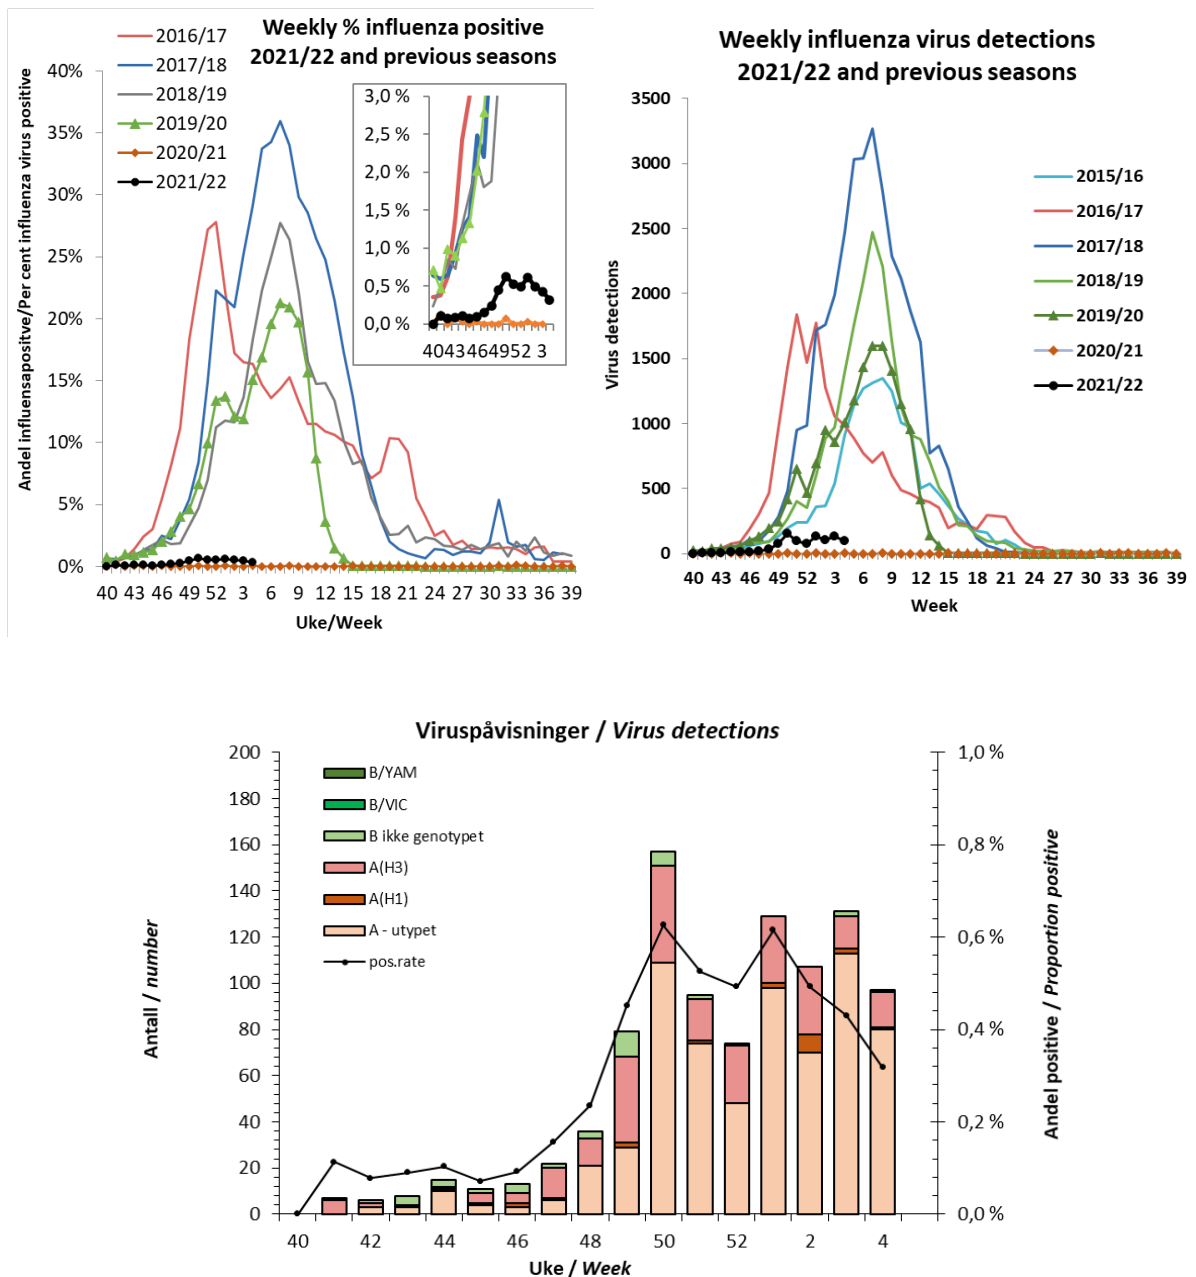 Weekly % influenza positive
2021/22 and previous seasons
Andel influensapositive/Per cent influenza virus positive
2016/17
2017/18
2018/19
2019/20
2020/21
2021/22
40%
35%
30%
25%
20%
15%
10%
5%
0%
3,0 %
2,5 %
2,0 %
1,5 %
1,0 %
0,5 %
0,0 %
40 43 46 49 52 3
40 43 46 49 52 3 6 9 12 15 18 21 24 27 30 33 36 39
Uke/Week
Weekly influenza virus detections
2021/22 and previous seasons
Virus detections
3500
3000
2500
2000
1500
1000
500
0
2015/16
2016/17
2017/18
2018/19
2019/20
2020/21
2021/22
40 43 46 49 52 3 6 9 12 15 18 21 24 27 30 33 36 39
Week
Viruspåvisninger / Virus detections
Antall / number
200
180
160
140
120
100
80
60
40
20
0
B/YAM
B/VIC
B ikke genotypet
A(H3)
A(H1)
A - utypet
pos.rate
1,0 %
0,8 %
0,6 %
0,4 %
0,2 %
0,0 %
Andel positive / Proportion positive
40 42 44 46 48 50 52 2 4
Uke / Week